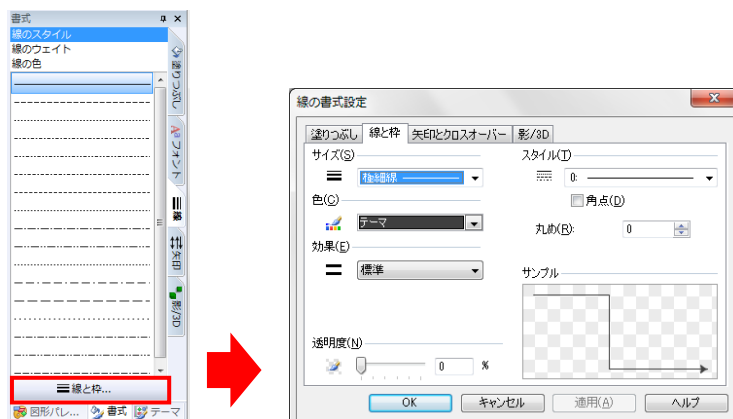 書式
線のスタイル
線のウェイト
線の色
塗りつぶし
フォント
線
矢印
影/3D
線と枠...
図形パレ...
書式
テーマ
線の書式設定
塗りつぶし
線と枠
矢印とクロスオーバー
影/3D
サイズ(S)
極細線
色(C)
テーマ
効果(E)
標準
透明度(N)
0 %
スタイル(T)
0:
角点(D)
丸め(R): 0
サンプル
OK
キャンセル
適用(A)
ヘルプ